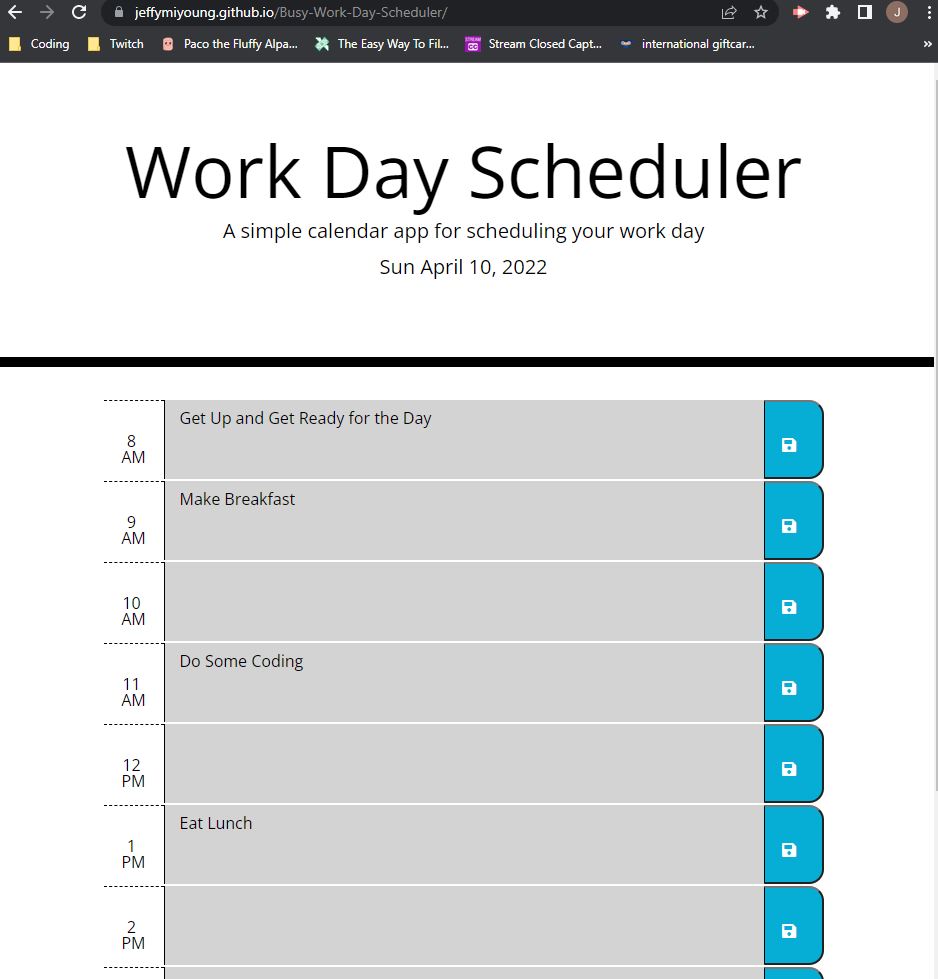 jeffymiyoung.github.io/Busy-Work-Day-Scheduler/
J
Coding Twitch Paco the Fluffy Alpa... The Easy Way To Fil... STREAM CC Stream Closed Capt... international giftcar... »
Work Day Scheduler
A simple calendar app for scheduling your work day
Sun April 10, 2022
8
AM
Get Up and Get Ready for the Day
9
AM
Make Breakfast
10
AM
11
AM
Do Some Coding
12
PM
1
PM
Eat Lunch
2
PM